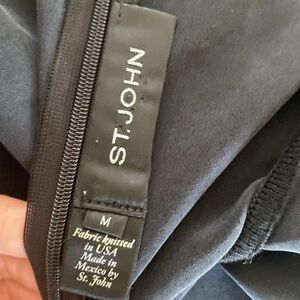 ST. JOHN
M
Fabric knitted
in USA
Made in
Mexico by
St. John